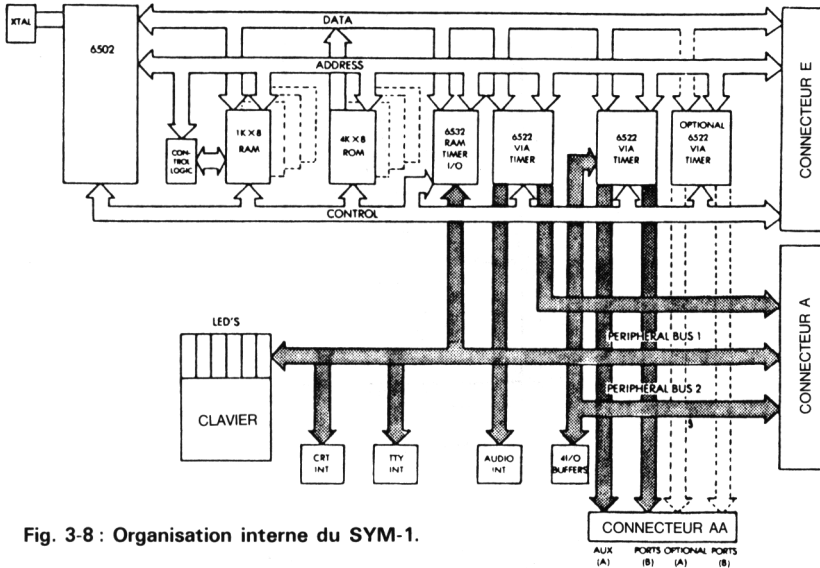 XTAL
6502
DATA
ADDRESS
CON-
TROL
LOGIC
1K × 8
RAM
4K × 8
ROM
6532
RAM
TIMER
I/O
6522
VIA
TIMER
6522
VIA
TIMER
OPTIONAL
6522
VIA
TIMER
CONNECTEUR E
CONTROL
CONNECTEUR A
LED'S
CLAVIER
PERIPHERAL BUS 1
PERIPHERAL BUS 2
CRT
INT
TTY
INT
AUDIO
INT
4I/O
BUFFERS
CONNECTEUR AA
AUX
(A)
PORTS
(B)
OPTIONAL
(A)
PORTS
(B)
Fig. 3-8 : Organisation interne du SYM-1.